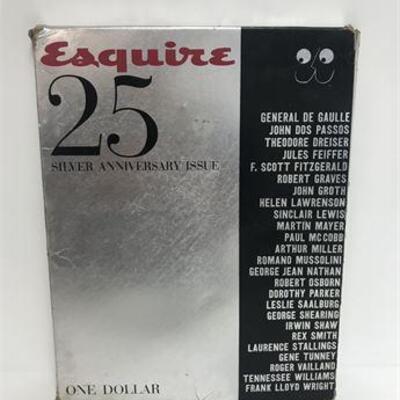 Esquire
25
SILVER ANNIVERSARY ISSUE
ONE DOLLAR
GENERAL DE GAULLE
JOHN DOS PASSOS
THEODORE DREISER
JULES FEIFFER
F. SCOTT FITZGERALD
ROBERT GRAVES
JOHN GROTH
HELEN LAWRENSON
SINCLAIR LEWIS
MARTIN MAYER
PAUL MC COBB
ARTHUR MILLER
ROMANO MUSSOLINI
GEORGE JEAN NATHAN
ROBERT OSBORN
DOROTHY PARKER
LESLIE SAALBURG
GEORGE SHEARING
IRWIN SHAW
REX SMITH
LAURENCE STALLINGS
GENE TUNNEY
ROGER VAILLAND
TENNESSEE WILLIAMS
FRANK LLOYD WRIGHT